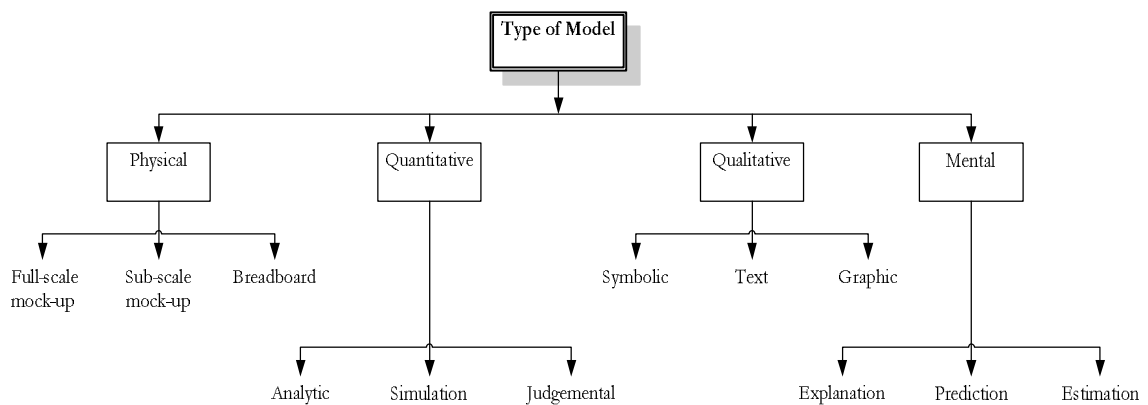 Type of Model
Physical
Quantitative
Qualitative
Mental
Full-scale
mock-up
Sub-scale
mock-up
Breadboard
Symbolic
Text
Graphic
Analytic
Simulation
Judgemental
Explanation
Prediction
Estimation